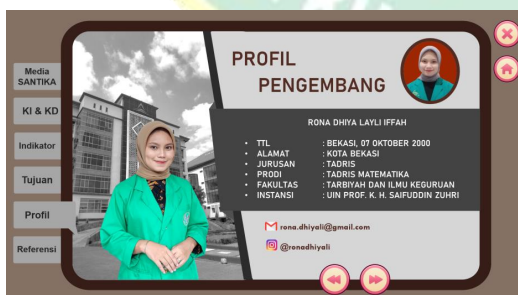 Media
SANTIKA
KI & KD
Indikator
Tujuan
Profil
Referensi
PROFIL
PENGEMBANG
RONA DHIYA LAYLI IFFAH
• TTL : BEKASI, 07 OKTOBER 2000
• ALAMAT : KOTA BEKASI
• JURUSAN : TADRIS
• PRODI : TADRIS MATEMATIKA
• FAKULTAS : TARBIYAH DAN ILMU KEGURUAN
• INSTANSI : UIN PROF. K. H. SAIFUDDIN ZUHRI
rona.dhiyali@gmail.com
@ronadhiyali